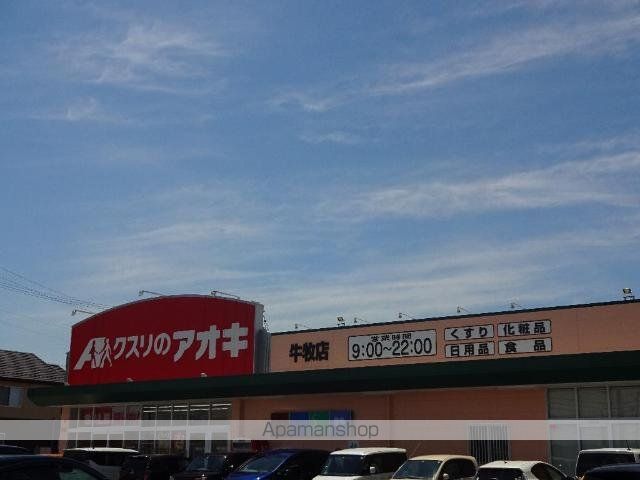 クスリのアオキ
牛牧店
営業時間
9:00~22:00
くすり
化粧品
日用品
食品
Apamanshop